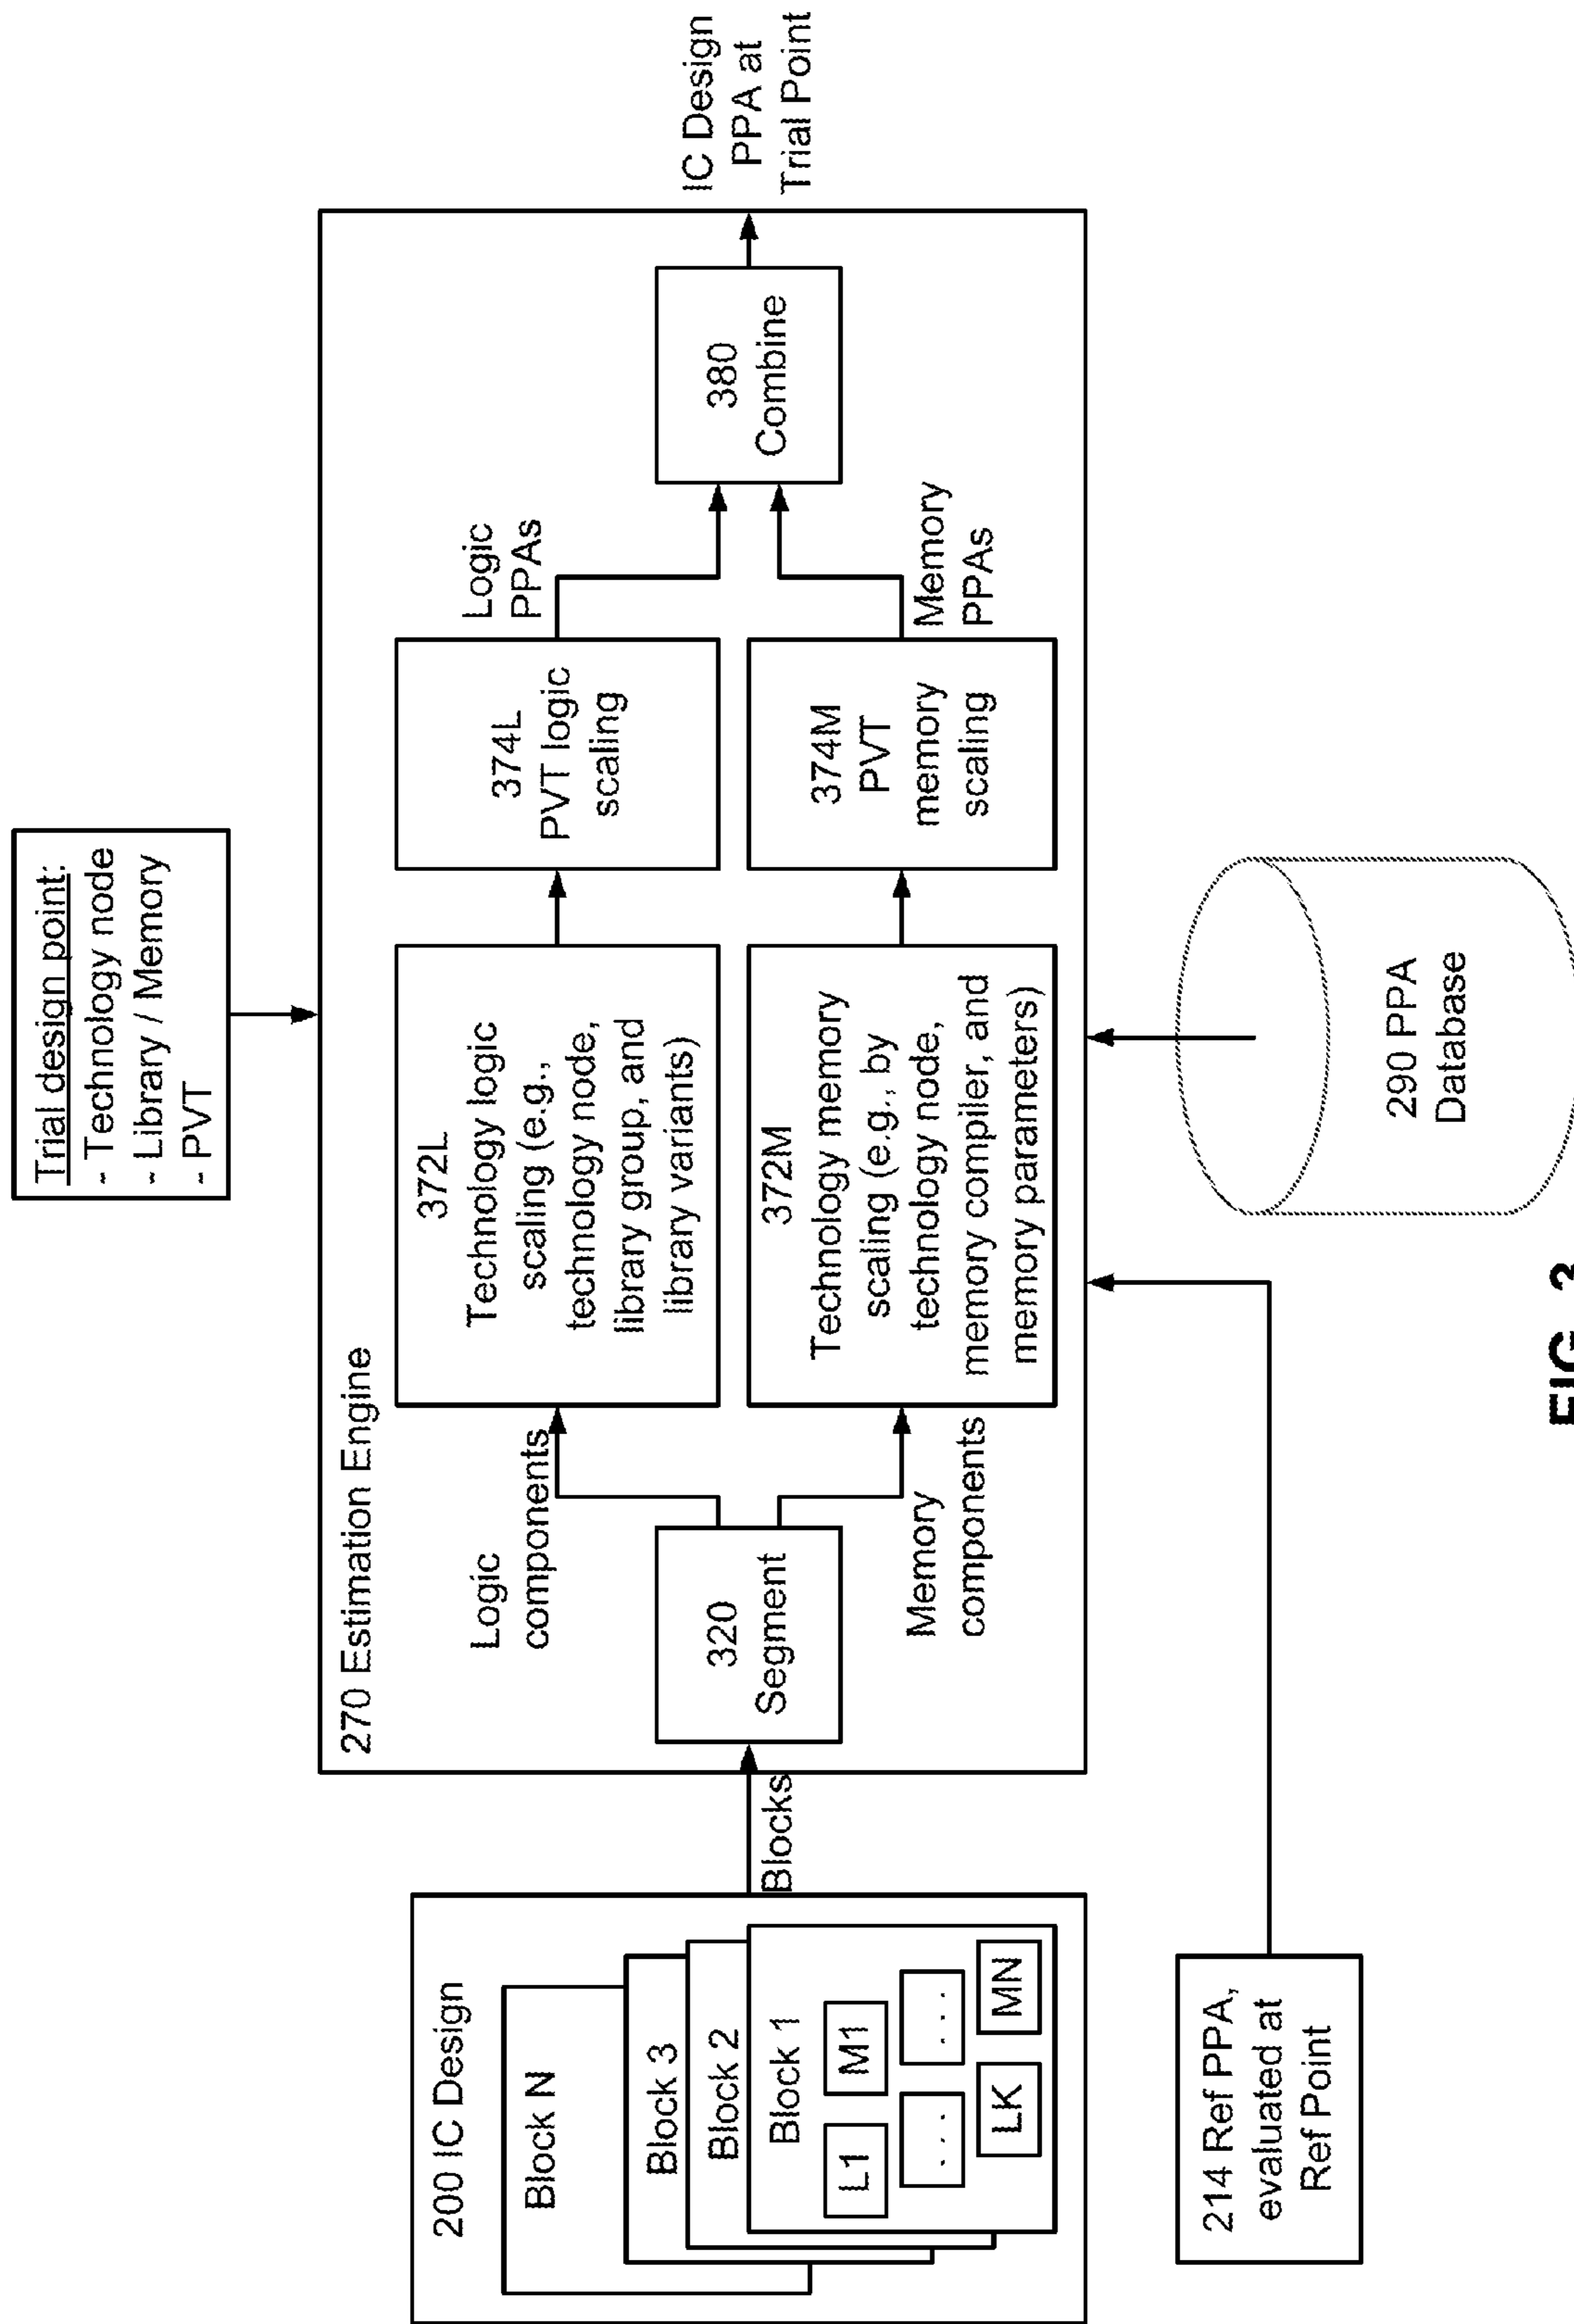 Trial design point:
- Technology node
- Library / Memory
- PVT
200 IC Design
Block N
Block 3
Block 2
Block 1
L1
M1
. . .
. . .
LK
MN
Blocks
270 Estimation Engine
320
Segment
Logic
components
Memory
components
372L
Technology logic
scaling (e.g.,
technology node,
library group, and
library variants)
372M
Technology memory
scaling (e.g., by
technology node,
memory compiler, and
memory parameters)
374L
PVT logic
scaling
374M
PVT
memory
scaling
Logic
PPAs
Memory
PPAs
380
Combine
IC Design
PPA at
Trial Point
214 Ref PPA,
evaluated at
Ref Point
290 PPA
Database
FIG.